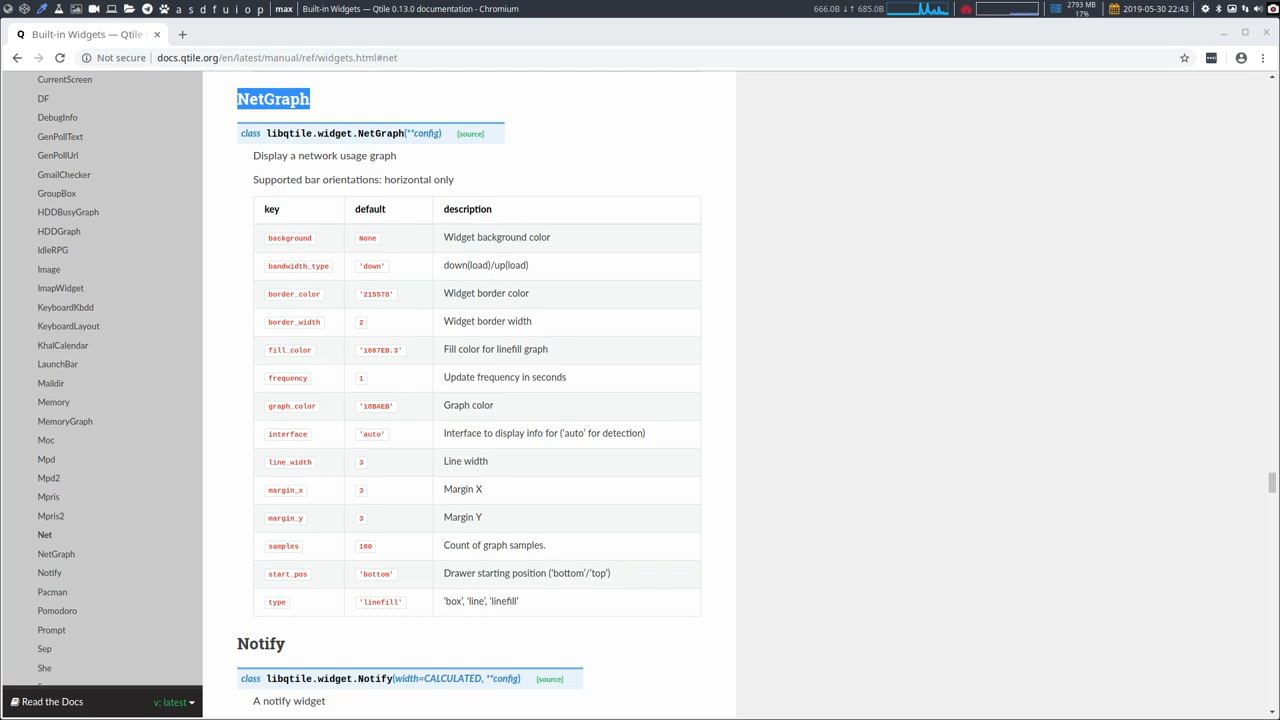 a s d f u i o p
max
Built-in Widgets — Qtile 0.13.0 documentation - Chromium
666.0B ↓↑ 685.0B
2793 MB
17%
2019-05-30 22:43
Q Built-in Widgets — Qtile
Not secure docs.qtile.org/en/latest/manual/ref/widgets.html#net
CurrentScreen
DF
DebugInfo
GenPollText
GenPollUrl
GmailChecker
GroupBox
HDDBusyGraph
HDDGraph
IdleRPG
Image
ImapWidget
KeyboardKbdd
KeyboardLayout
KhalCalendar
LaunchBar
Maildir
Memory
MemoryGraph
Moc
Mpd
Mpd2
Mpris
Mpris2
Net
NetGraph
Notify
Pacman
Pomodoro
Prompt
Sep
She
Read the Docs
v: latest
NetGraph
class libqtile.widget.NetGraph(**config) [source]
Display a network usage graph
Supported bar orientations: horizontal only
key default description
background None Widget background color
bandwidth_type 'down' down(load)/up(load)
border_color '215578' Widget border color
border_width 2 Widget border width
fill_color '1667EB.3' Fill color for linefill graph
frequency 1 Update frequency in seconds
graph_color '18BAEB' Graph color
interface 'auto' Interface to display info for ('auto' for detection)
line_width 3 Line width
margin_x 3 Margin X
margin_y 3 Margin Y
samples 100 Count of graph samples.
start_pos 'bottom' Drawer starting position ('bottom'/'top')
type 'linefill' 'box', 'line', 'linefill'
Notify
class libqtile.widget.Notify(width=CALCULATED, **config) [source]
A notify widget